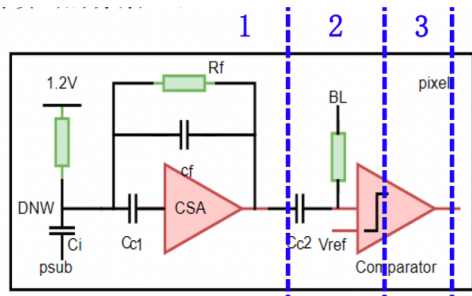 1 2 3
Rf
1.2V
pixel
BL
cf
DNW
CSA
Ci
Cc1
Cc2
Vref
psub
Comparator